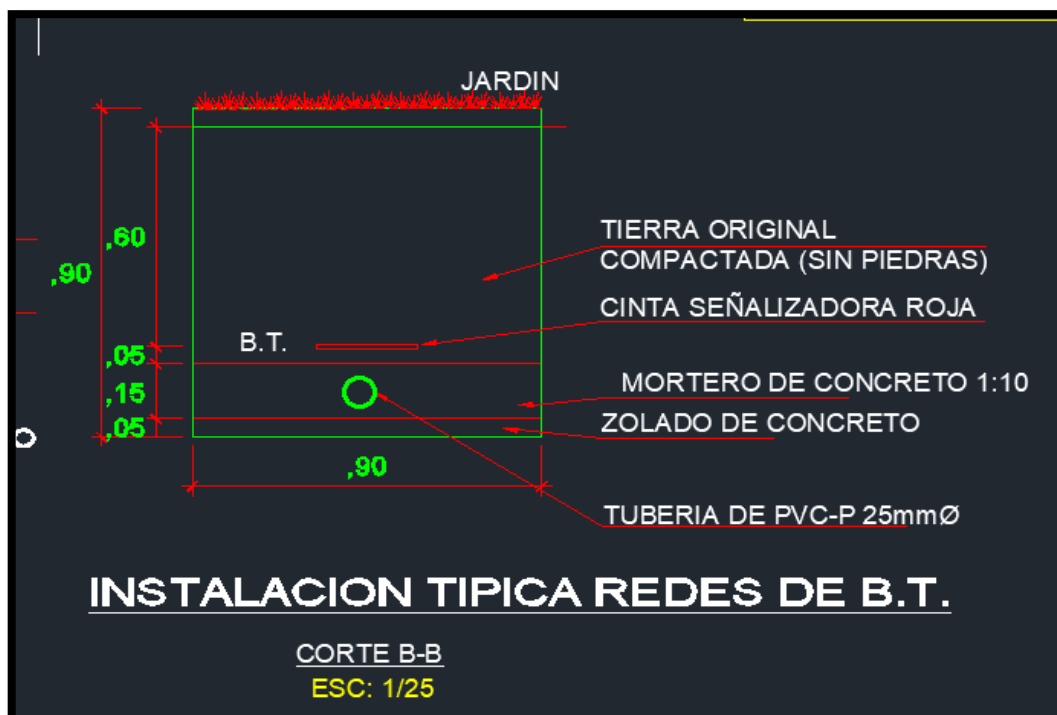 JARDIN
TIERRA ORIGINAL
COMPACTADA (SIN PIEDRAS)
,60
,90
CINTA SEÑALIZADORA ROJA
B.T.
,05
,15
MORTERO DE CONCRETO 1:10
ZOLADO DE CONCRETO
,05
,90
TUBERIA DE PVC-P 25mmØ
INSTALACION TIPICA REDES DE B.T.
CORTE B-B
ESC: 1/25